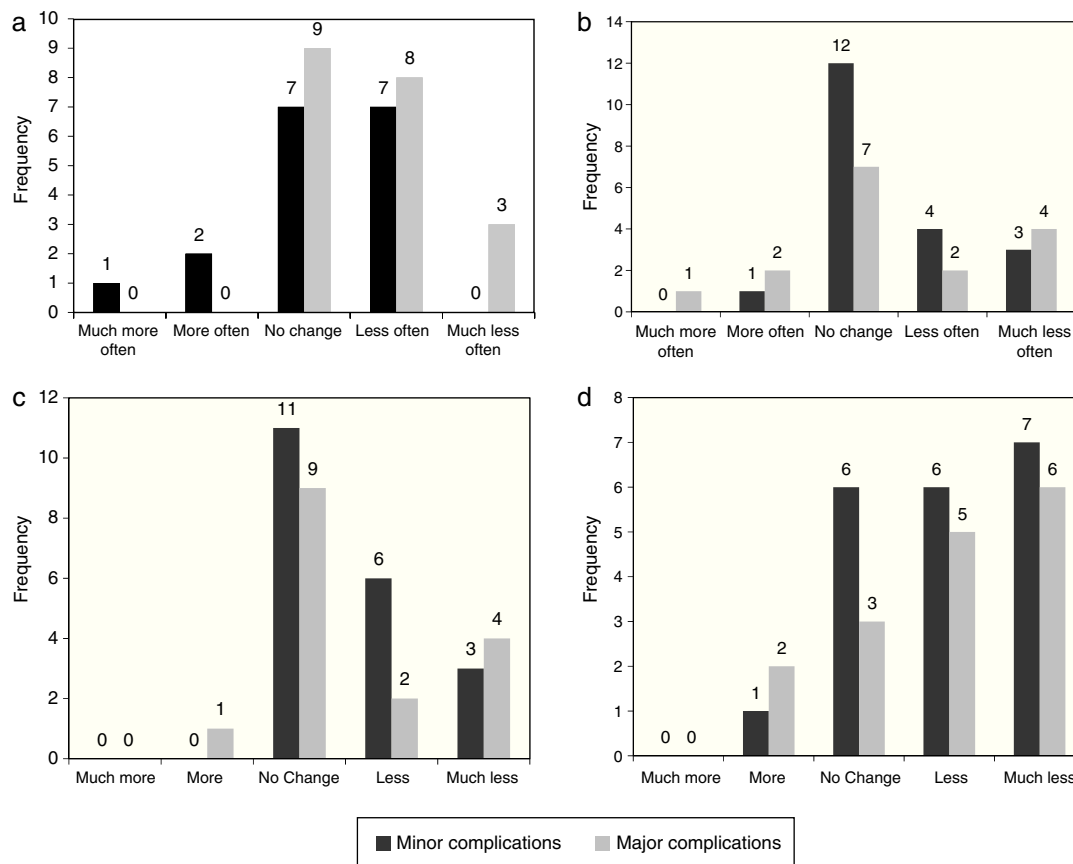 a
Frequency
10
9
8
7
6
5
4
3
2
1
0
1
0
2
0
7
9
7
8
0
3
Much more often
More often
No change
Less often
Much less often
b
Frequency
14
12
10
8
6
4
2
0
0
1
1
2
12
7
4
2
3
4
Much more often
More often
No change
Less often
Much less often
c
Frequency
12
10
8
6
4
2
0
0
0
0
1
11
9
6
2
3
4
Much more
More
No Change
Less
Much less
d
Frequency
8
7
6
5
4
3
2
1
0
0
0
1
2
6
3
6
5
7
6
Much more
More
No Change
Less
Much less
Minor complications
Major complications